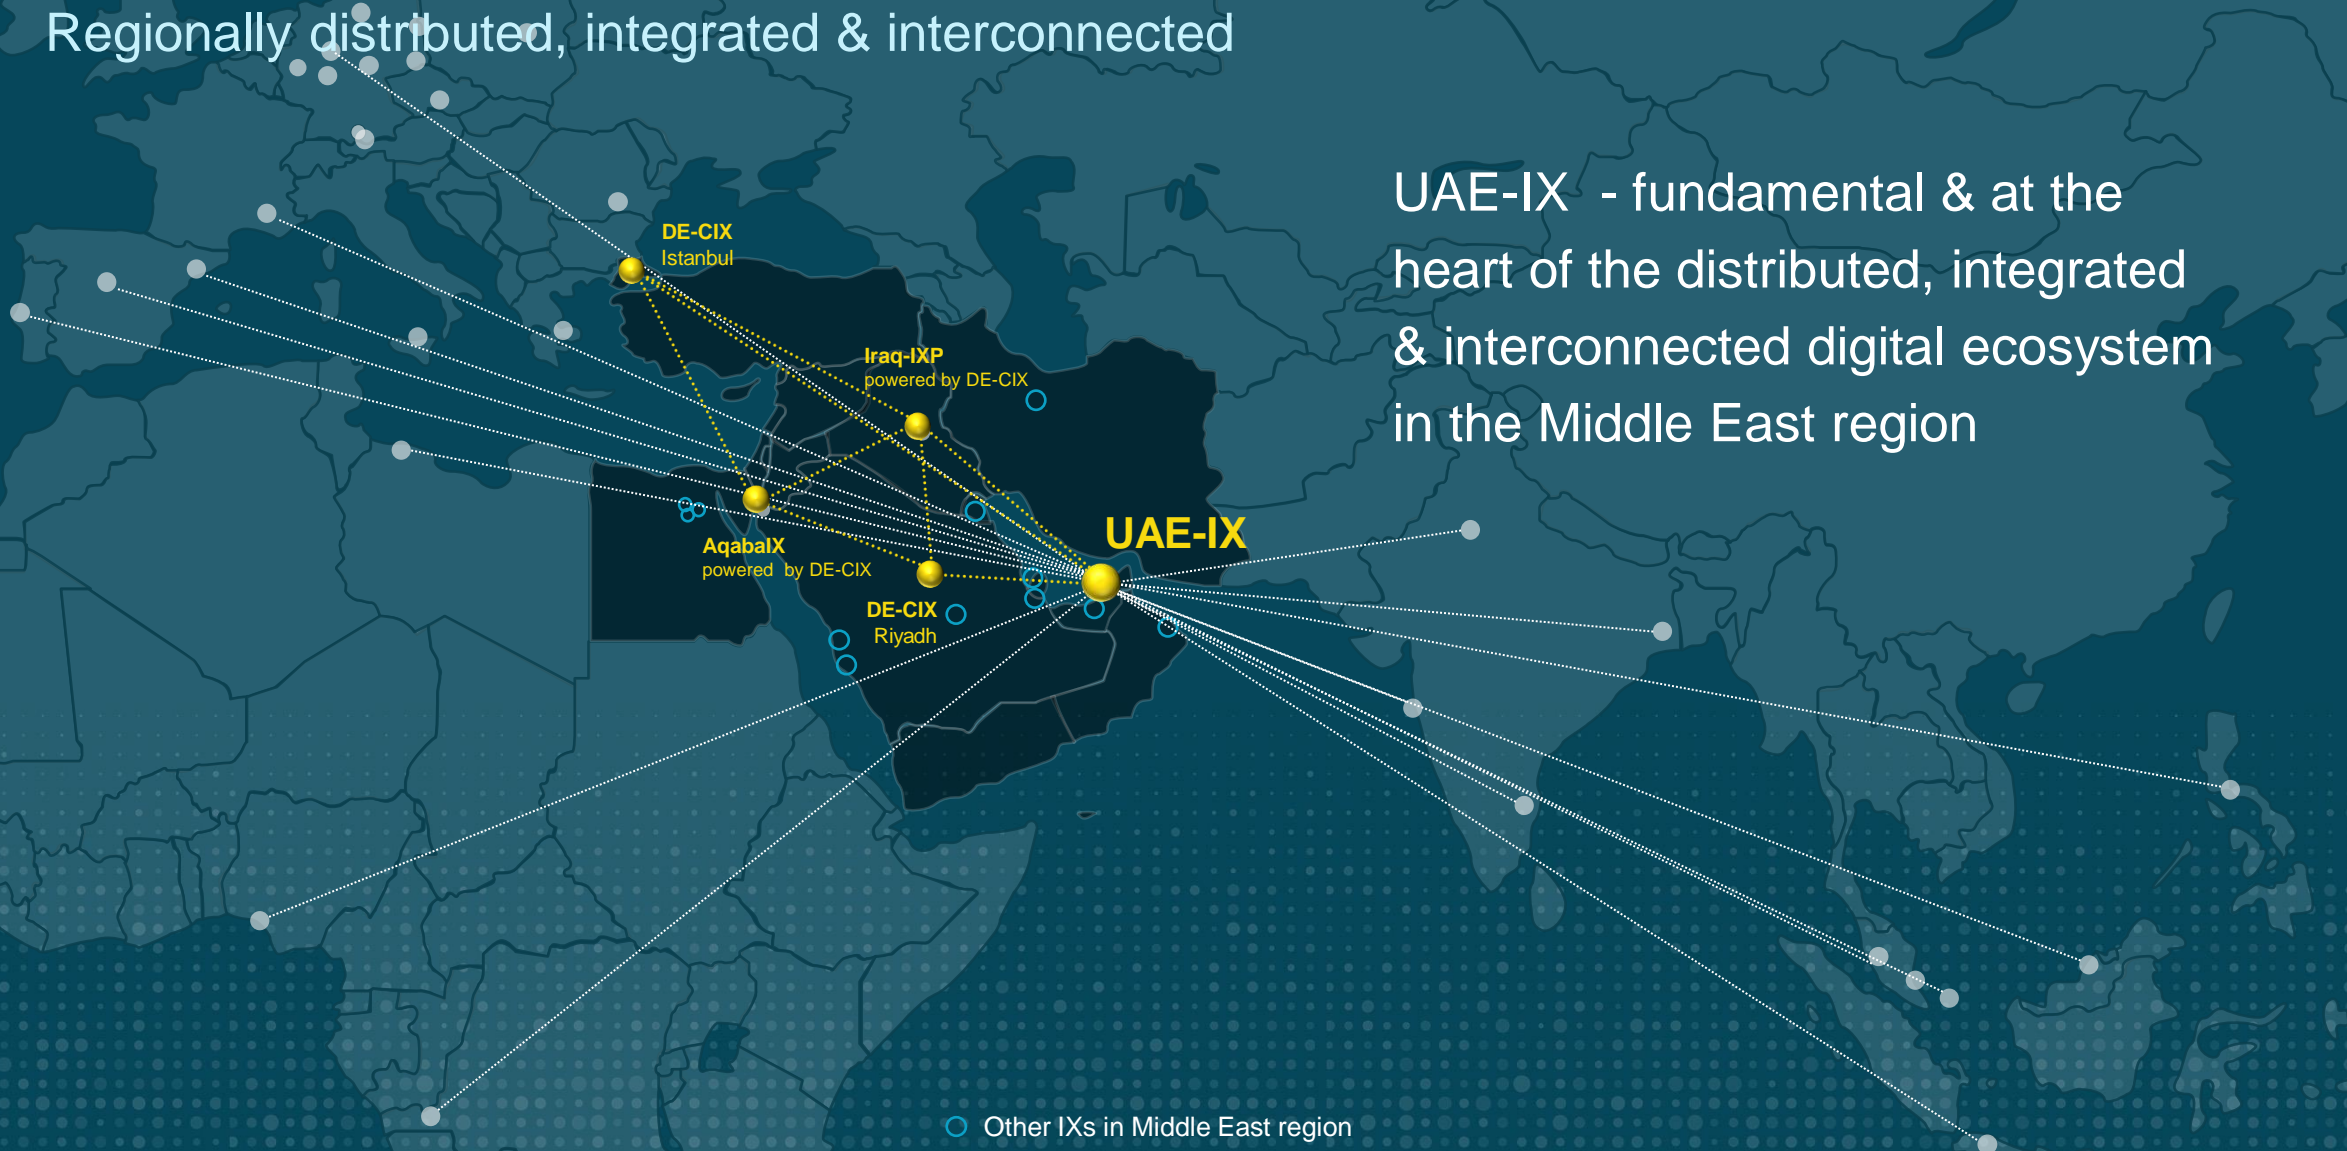 Regionally distributed, integrated & interconnected
UAE-IX - fundamental & at the
heart of the distributed, integrated
& interconnected digital ecosystem
in the Middle East region
DE-CIX
Istanbul
Iraq-IXP
powered by DE-CIX
UAE-IX
AqabaIX
powered by DE-CIX
DE-CIX
Riyadh
Other IXs in Middle East region